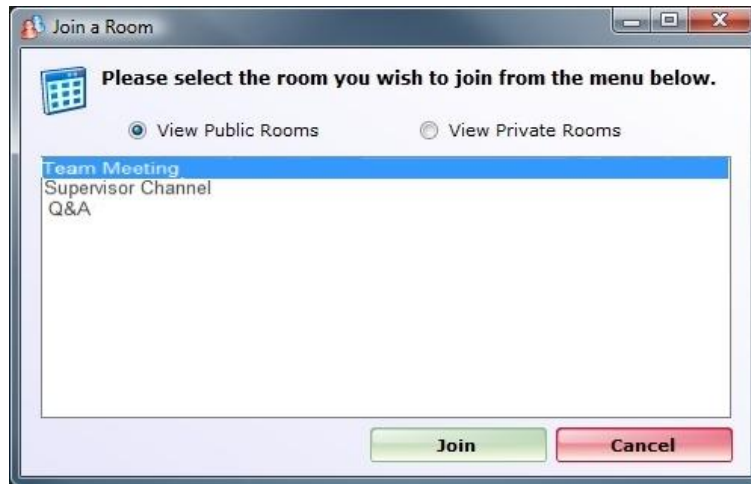 Join a Room
Please select the room you wish to join from the menu below.
View Public Rooms View Private Rooms
Team Meeting
Supervisor Channel
Q&A
Join Cancel